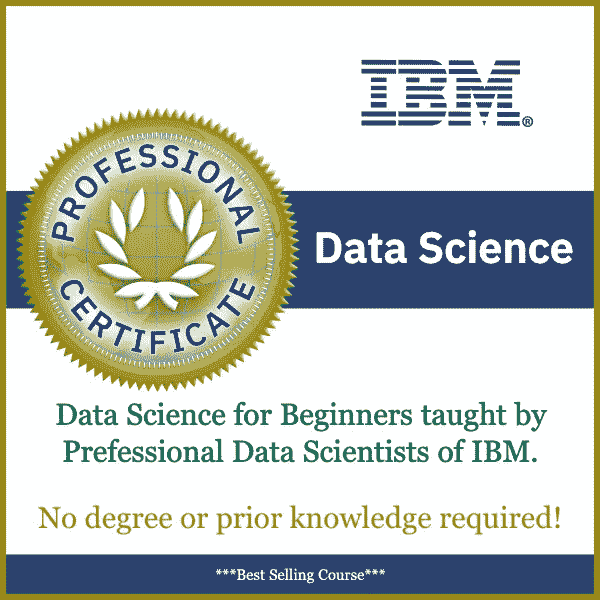 IBM®
PROFESSIONAL
CERTIFICATE
Data Science
Data Science for Beginners taught by
Prefessional Data Scientists of IBM.
No degree or prior knowledge required!
***Best Selling Course***